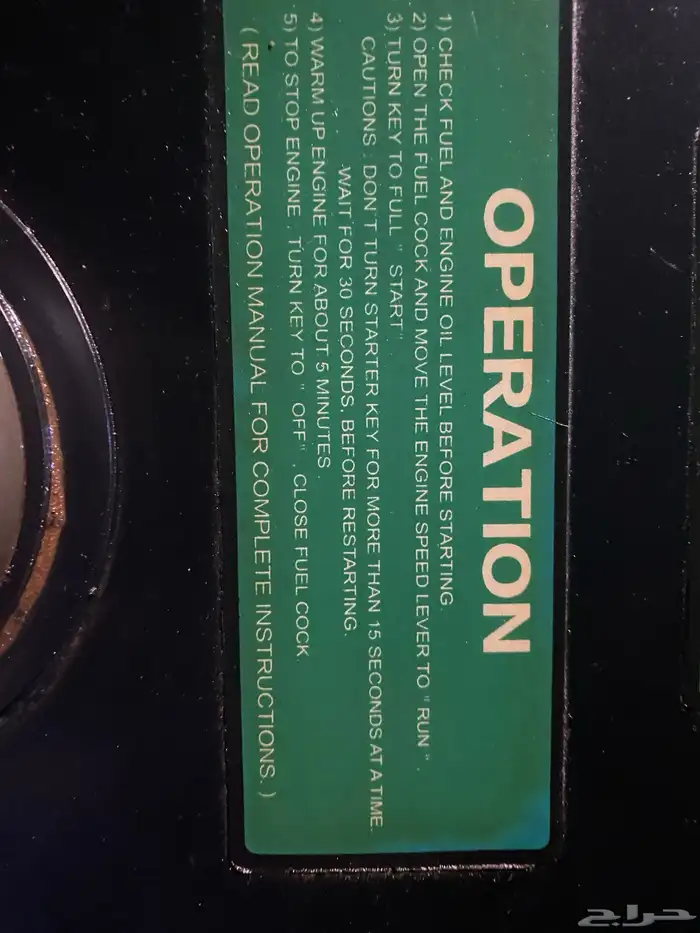 OPERATION
1) CHECK FUEL AND ENGINE OIL LEVEL BEFORE STARTING.
2) OPEN THE FUEL COCK AND MOVE THE ENGINE SPEED LEVER TO " RUN " .
3) TURN KEY TO FULL " START "
CAUTIONS : DON'T TURN STARTER KEY FOR MORE THAN 15 SECONDS AT A TIME.
WAIT FOR 30 SECONDS, BEFORE RESTARTING.
4) WARM UP ENGINE FOR ABOUT 5 MINUTES .
5) TO STOP ENGINE , TURN KEY TO " OFF " , CLOSE FUEL COCK.
( READ OPERATION MANUAL FOR COMPLETE INSTRUCTIONS. )
حراج